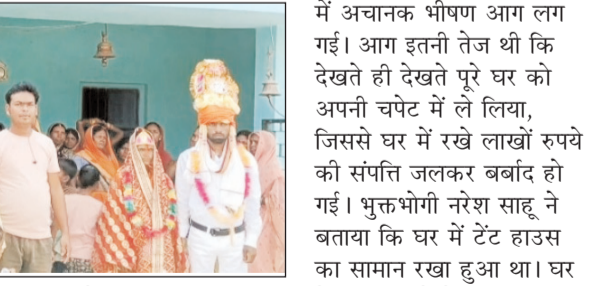 में अचानक भीषण आग लग
गई। आग इतनी तेज थी कि
देखते ही देखते पूरे घर को
अपनी चपेट में ले लिया,
जिससे घर में रखे लाखों रुपये
की संपत्ति जलकर बर्बाद हो
गई। भुक्तभोगी नरेश साहू ने
बताया कि घर में टेंट हाउस
का सामान रखा हुआ था। घर